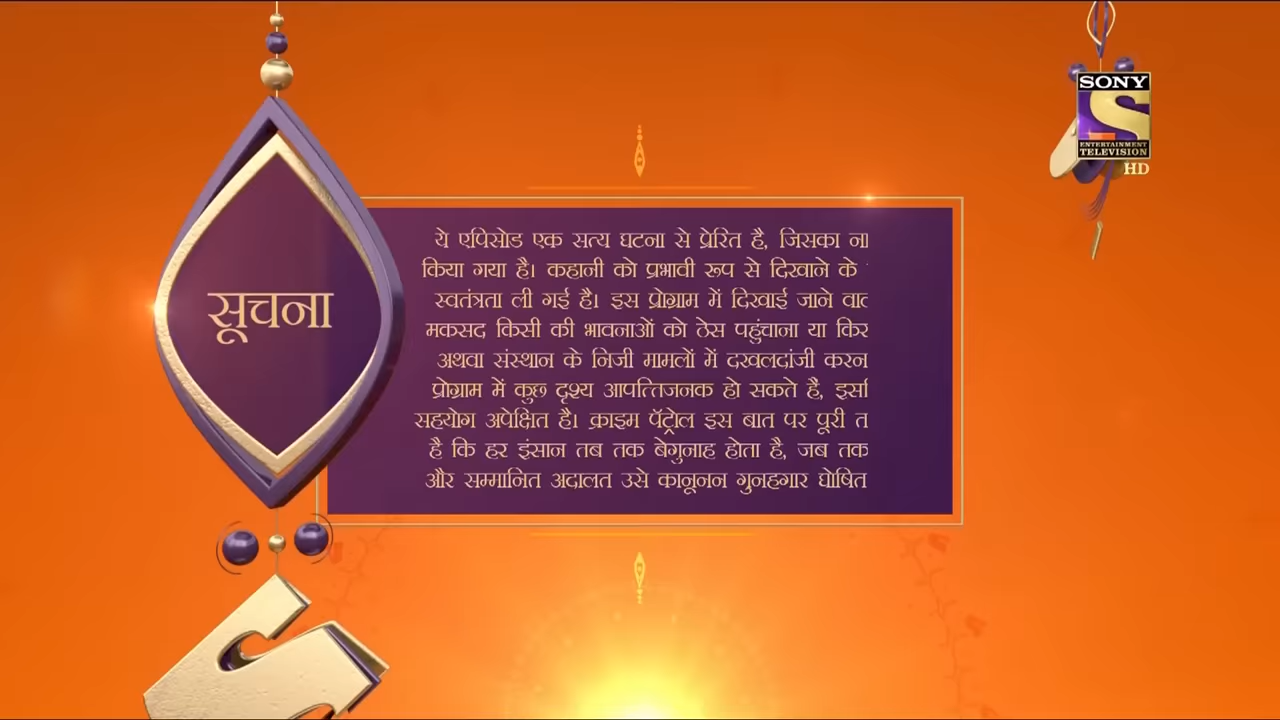 SONY
ENTERTAINMENT
TELEVISION
HD
सूचना
ये एपिसोड एक सत्य घटना से प्रेरित है, जिसका ना
किया गया है। कहानी को प्रभावी रूप से दिखाने के
स्वतंत्रता ली गई है। इस प्रोग्राम में दिखाई जाने
मकसद किसी की भावनाओं को ठेस पहुंचाना या किस
अथवा संस्थान के निजी मामलों में दखलदांजी करन
प्रोग्राम में कुछ दृश्य आपत्तिजनक हो सकते हैं,
सहयोग अपेक्षित है। क्राइम पॅट्रोल इस बात पर पूरी त
है कि हर इंसान तब तक बेगुनाह होता है, जब तक
और सम्मानित अदालत उसे कानूनन गुनहगार घोषित